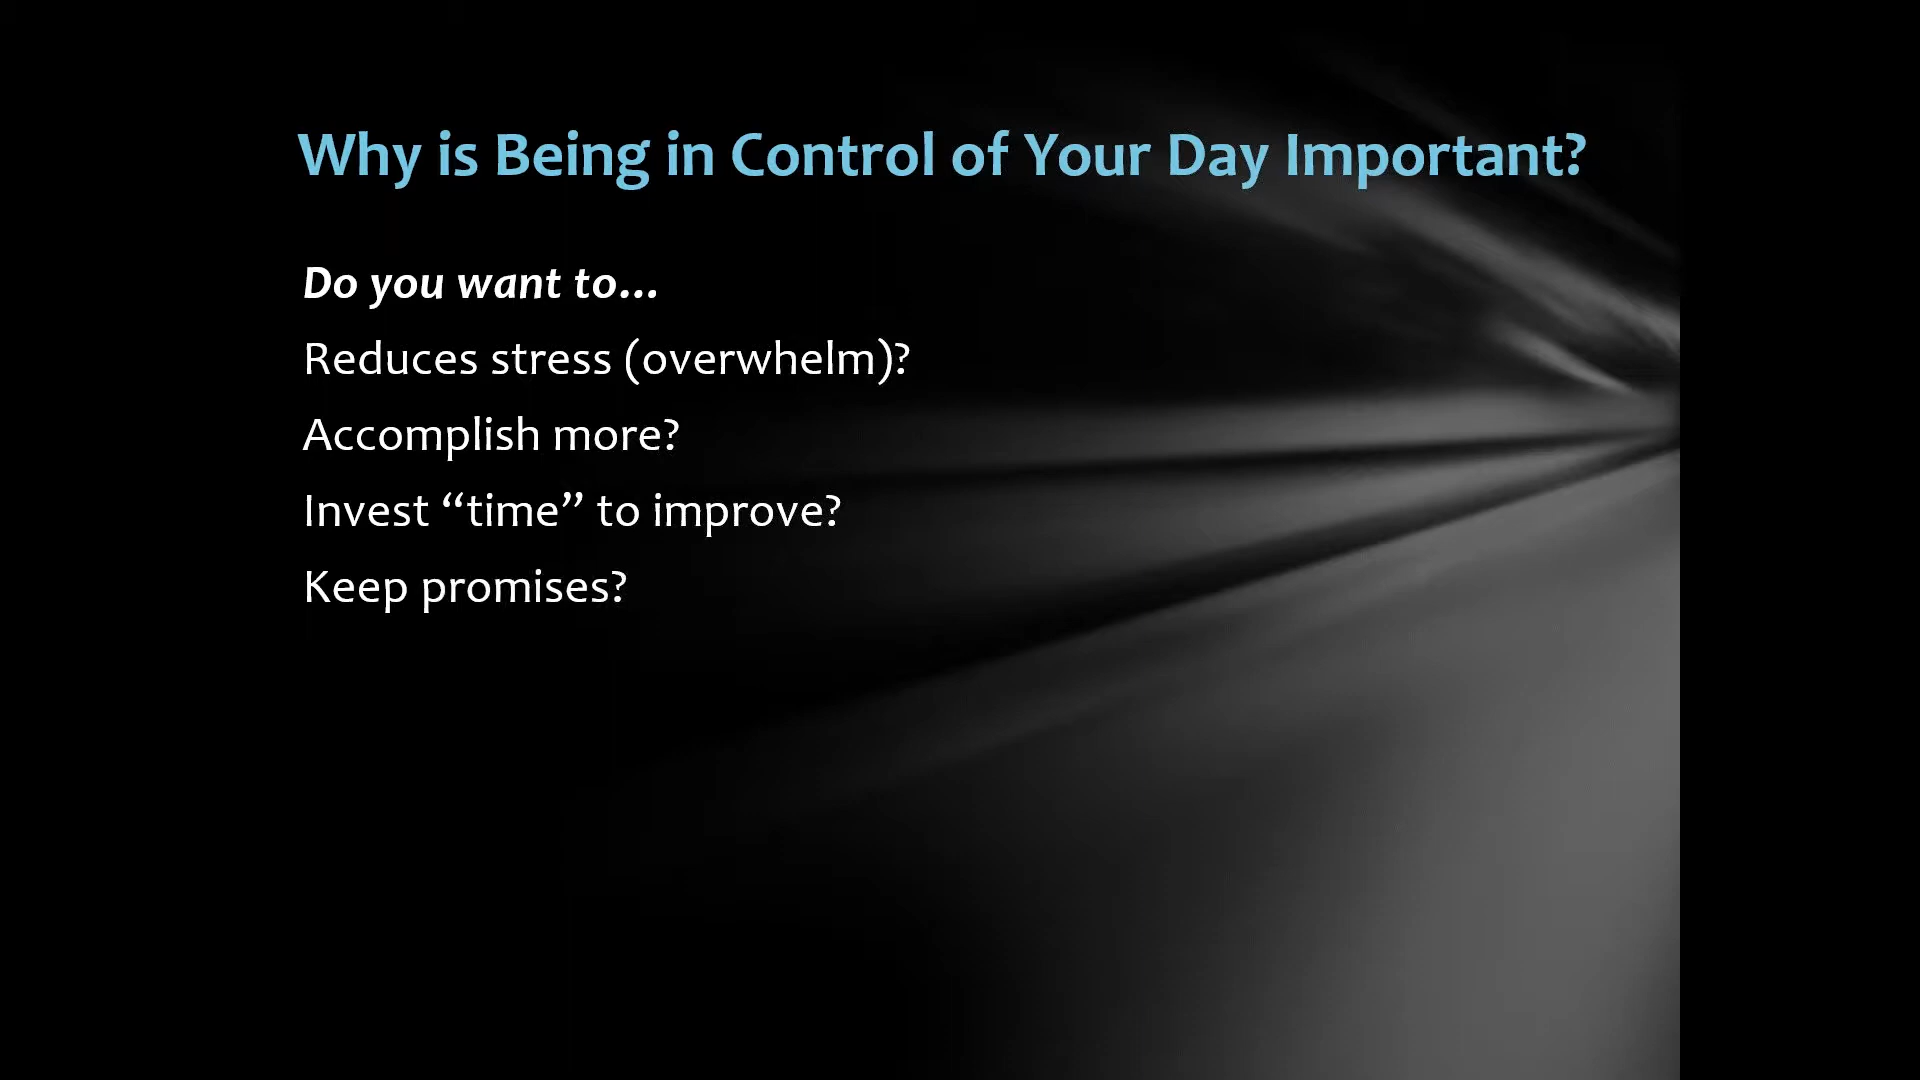 Why is Being in Control of Your Day Important?
Do you want to...
Reduces stress (overwhelm)?
Accomplish more?
Invest “time” to improve?
Keep promises?